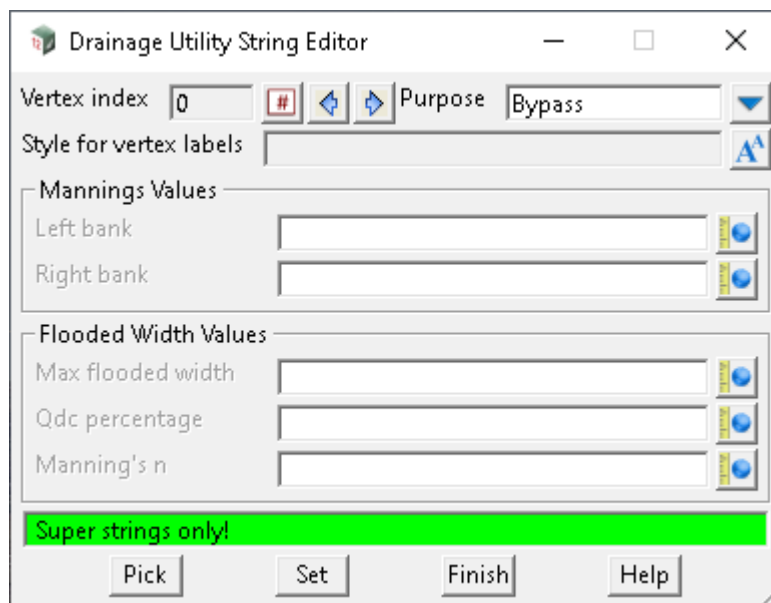 Drainage Utility String Editor
Vertex index 0 # Purpose Bypass
Style for vertex labels AA
Mannings Values
Left bank
Right bank
Flooded Width Values
Max flooded width
Qdc percentage
Manning's n
Super strings only!
Pick Set Finish Help